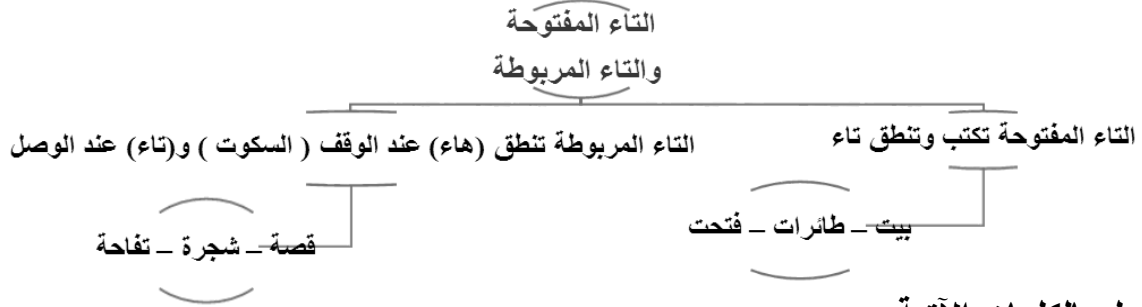 التاء المفتوحة
والتاء المربوطة
التاء المفتوحة تكتب وتنطق تاء
التاء المربوطة تنطق (هاء) عند الوقف ( السكوت ) و(تاء) عند الوصل
بيت – طائرات – فتحت
قصة – شجرة – تفاحة